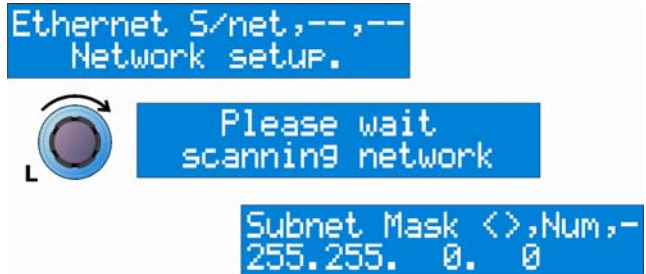 Ethernet S/net,--,--
Network setup.
Please wait
scanning network
L
Subnet Mask <>,Num,-
255.255.  0.  0